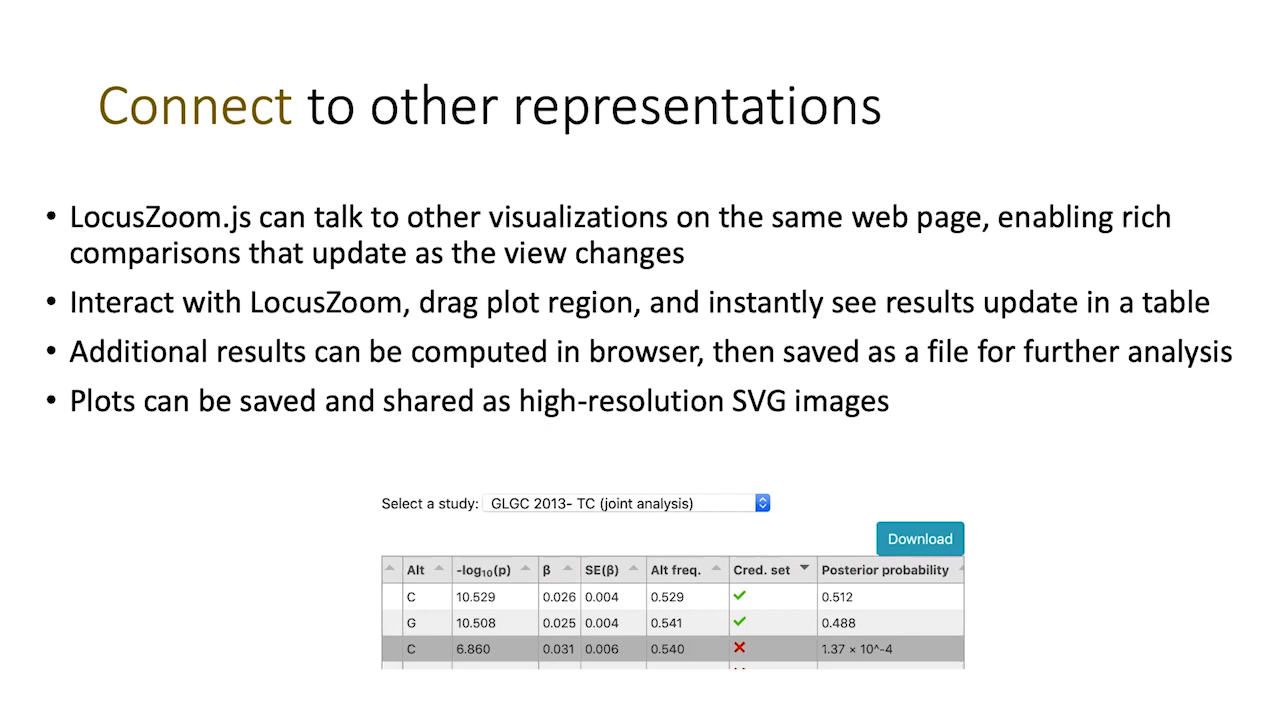 Connect to other representations
• LocusZoom.js can talk to other visualizations on the same web page, enabling rich
comparisons that update as the view changes
• Interact with LocusZoom, drag plot region, and instantly see results update in a table
• Additional results can be computed in browser, then saved as a file for further analysis
• Plots can be saved and shared as high-resolution SVG images
Select a study: GLGC 2013- TC (joint analysis)
Download
Alt -log₁₀(p) β SE(β) Alt freq. Cred. set Posterior probability
C 10.529 0.026 0.004 0.529 ✓ 0.512
G 10.508 0.025 0.004 0.541 ✓ 0.488
C 6.860 0.031 0.006 0.540 ✗ 1.37 × 10^-4